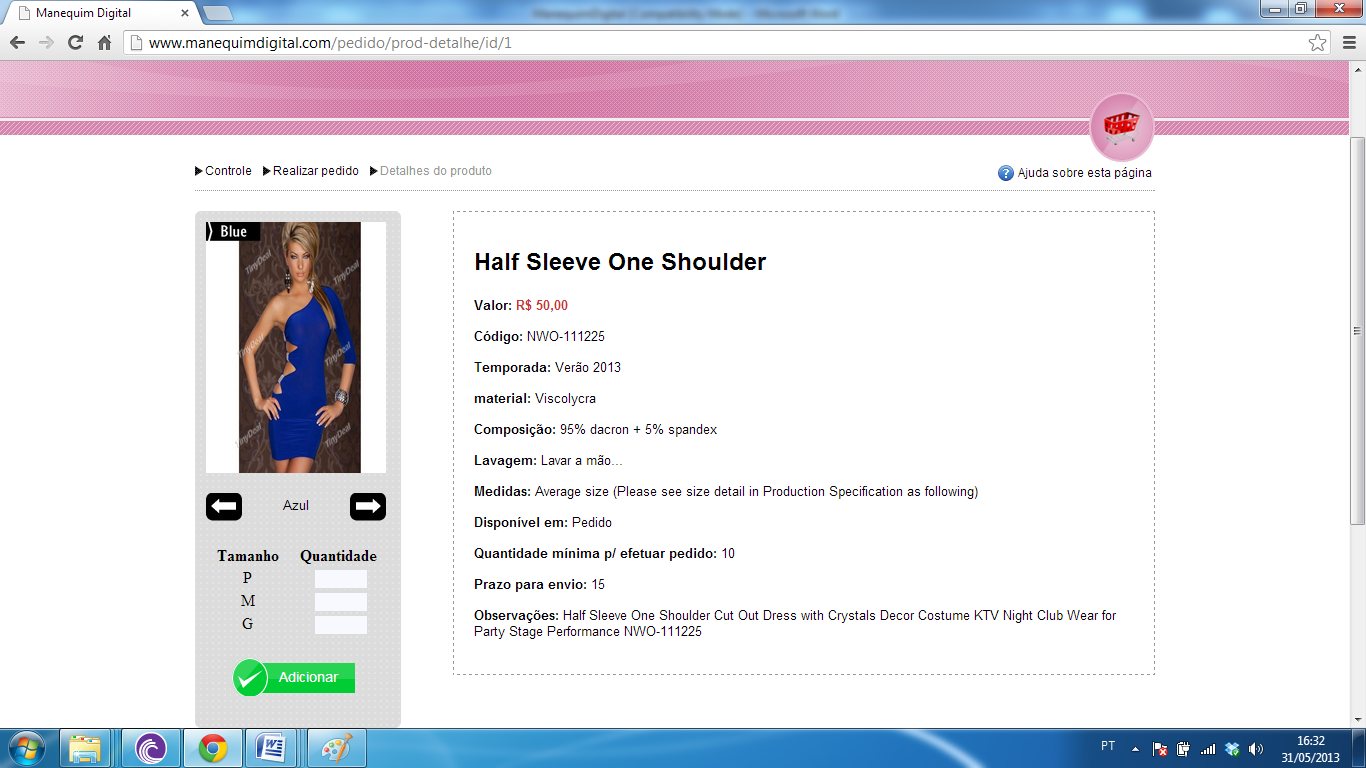 Manequim Digital
ManequimDigital (Compatibility Mode) - Microsoft Word
www.manequimdigital.com/pedido/prod-detalhe/id/1
Controle Realizar pedido Detalhes do produto
Ajuda sobre esta página
Blue
TinyDeal
TinyDeal
TinyDeal
TinyDeal
TinyDeal
Azul
Tamanho Quantidade
P
M
G
Adicionar
Half Sleeve One Shoulder
Valor: R$ 50,00
Código: NWO-111225
Temporada: Verão 2013
material: Viscolycra
Composição: 95% dacron + 5% spandex
Lavagem: Lavar a mão...
Medidas: Average size (Please see size detail in Production Specification as following)
Disponível em: Pedido
Quantidade mínima p/ efetuar pedido: 10
Prazo para envio: 15
Observações: Half Sleeve One Shoulder Cut Out Dress with Crystals Decor Costume KTV Night Club Wear for
Party Stage Performance NWO-111225
PT
16:32
31/05/2013